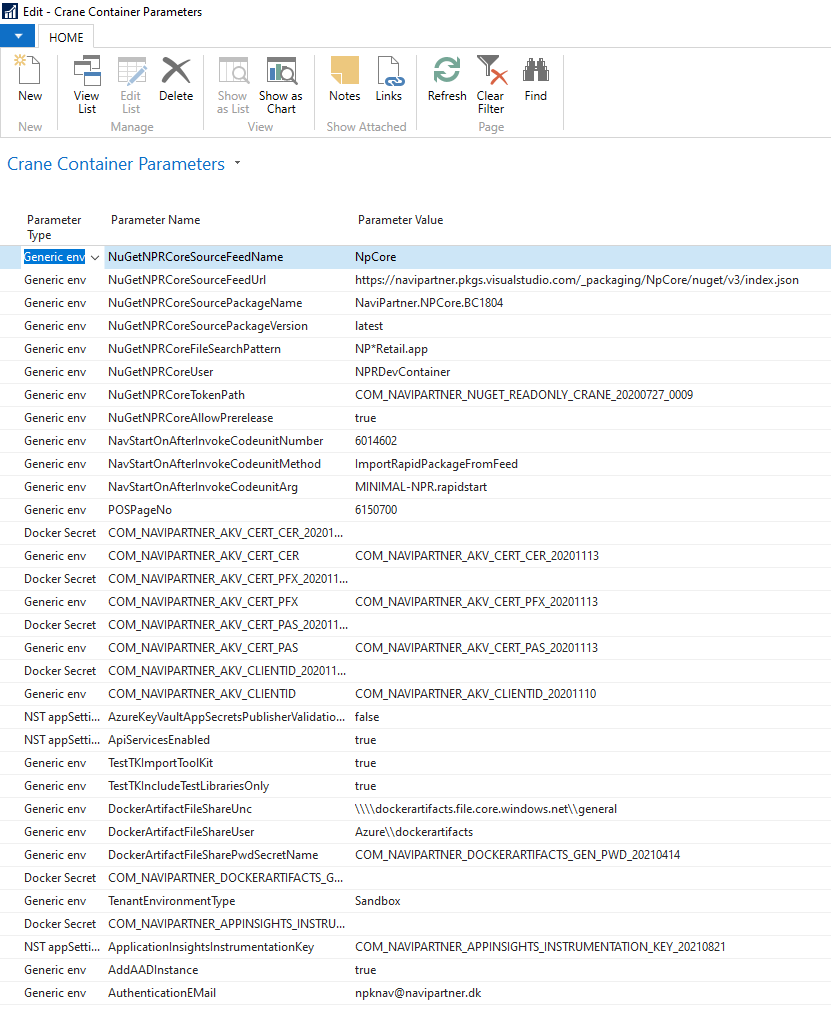 Edit - Crane Container Parameters
HOME
New
View List
Edit List
Delete
Show as List
Show as Chart
Notes
Links
Refresh
Clear Filter
Find
New
Manage
View
Show Attached
Page
Crane Container Parameters
Parameter Type Parameter Name Parameter Value
Generic env NuGetNPRCoreSourceFeedName NpCore
Generic env NuGetNPRCoreSourceFeedUrl https://navipartner.pkgs.visualstudio.com/_packaging/NpCore/nuget/v3/index.json
Generic env NuGetNPRCoreSourcePackageName NaviPartner.NPCore.BC1804
Generic env NuGetNPRCoreSourcePackageVersion latest
Generic env NuGetNPRCoreFileSearchPattern NP*Retail.app
Generic env NuGetNPRCoreUser NPRDevContainer
Generic env NuGetNPRCoreTokenPath COM_NAVIPARTNER_NUGET_READONLY_CRANE_20200727_0009
Generic env NuGetNPRCoreAllowPrerelease true
Generic env NavStartOnAfterInvokeCodeunitNumber 6014602
Generic env NavStartOnAfterInvokeCodeunitMethod ImportRapidPackageFromFeed
Generic env NavStartOnAfterInvokeCodeunitArg MINIMAL-NPR.rapidstart
Generic env POSPageNo 6150700
Docker Secret COM_NAVIPARTNER_AKV_CERT_CER_20201...
Generic env COM_NAVIPARTNER_AKV_CERT_CER COM_NAVIPARTNER_AKV_CERT_CER_20201113
Docker Secret COM_NAVIPARTNER_AKV_CERT_PFX_202011...
Generic env COM_NAVIPARTNER_AKV_CERT_PFX COM_NAVIPARTNER_AKV_CERT_PFX_20201113
Docker Secret COM_NAVIPARTNER_AKV_CERT_PAS_202011...
Generic env COM_NAVIPARTNER_AKV_CERT_PAS COM_NAVIPARTNER_AKV_CERT_PAS_20201113
Docker Secret COM_NAVIPARTNER_AKV_CLIENTID_202011...
Generic env COM_NAVIPARTNER_AKV_CLIENTID COM_NAVIPARTNER_AKV_CLIENTID_20201110
NST appSetti... AzureKeyVaultAppSecretsPublisherValidatio... false
NST appSetti... ApiServicesEnabled true
Generic env TestTKImportToolKit true
Generic env TestTKIncludeTestLibrariesOnly true
Generic env DockerArtifactFileShareUnc \\\\dockerartifacts.file.core.windows.net\\general
Generic env DockerArtifactFileShareUser Azure\\dockerartifacts
Generic env DockerArtifactFileSharePwdSecretName COM_NAVIPARTNER_DOCKERARTIFACTS_GEN_PWD_20210414
Docker Secret COM_NAVIPARTNER_DOCKERARTIFACTS_G...
Generic env TenantEnvironmentType Sandbox
Docker Secret COM_NAVIPARTNER_APPINSIGHTS_INSTRU...
NST appSetti... ApplicationInsightsInstrumentationKey COM_NAVIPARTNER_APPINSIGHTS_INSTRUMENTATION_KEY_20210821
Generic env AddAADInstance true
Generic env AuthenticationEMail npknav@navipartner.dk